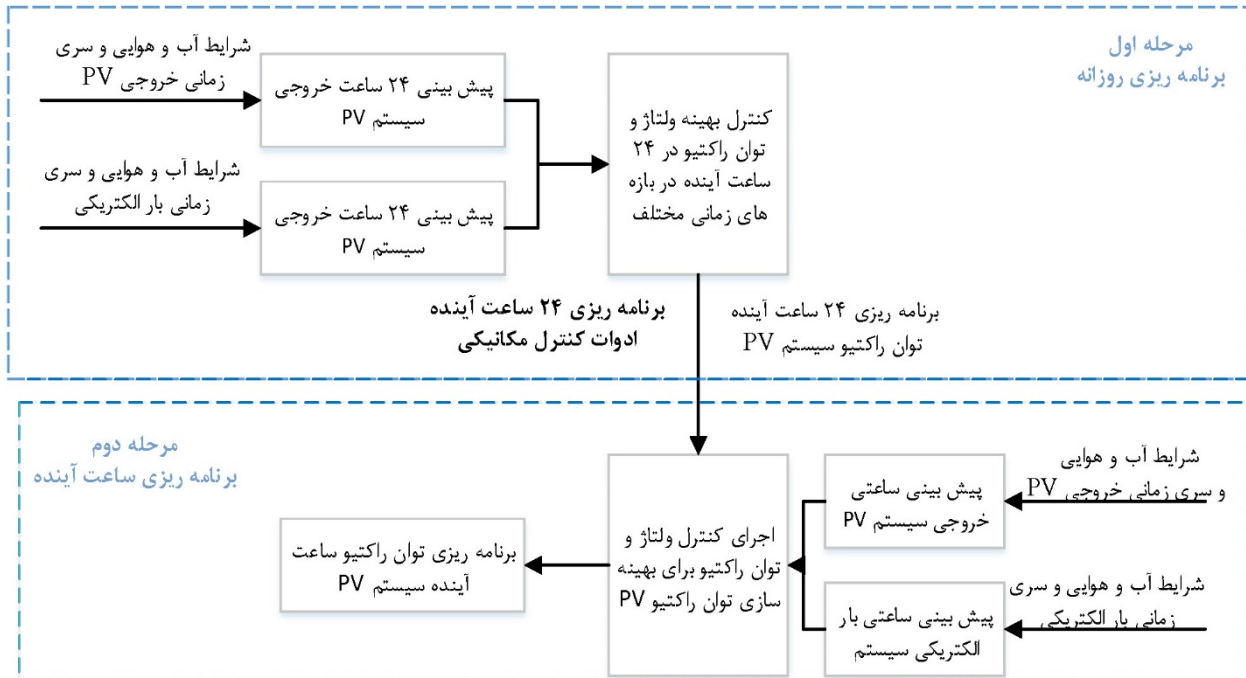 مرحله اول
برنامه ریزی روزانه
شرایط آب و هوایی و سری
زمانی خروجی PV
پیش بینی ۲۴ ساعت خروجی
سیستم PV
شرایط آب و هوایی و سری
زمانی بار الکتریکی
پیش بینی ۲۴ ساعت خروجی
سیستم PV
کنترل بهینه ولتاژ و
توان راکتیو در ۲۴
ساعت آینده در بازه
های زمانی مختلف
برنامه ریزی ۲۴ ساعت آینده
ادوات کنترل مکانیکی
برنامه ریزی ۲۴ ساعت آینده
توان راکتیو سیستم PV
مرحله دوم
برنامه ریزی ساعت آینده
شرایط آب و هوایی
و سری زمانی خروجی PV
پیش بینی ساعتی
خروجی سیستم PV
شرایط آب و هوایی و سری
زمانی بار الکتریکی
پیش بینی ساعتی بار
الکتریکی سیستم
اجرای کنترل ولتاژ و
توان راکتیو برای بهینه
سازی توان راکتیو PV
برنامه ریزی توان راکتیو ساعت
آینده سیستم PV